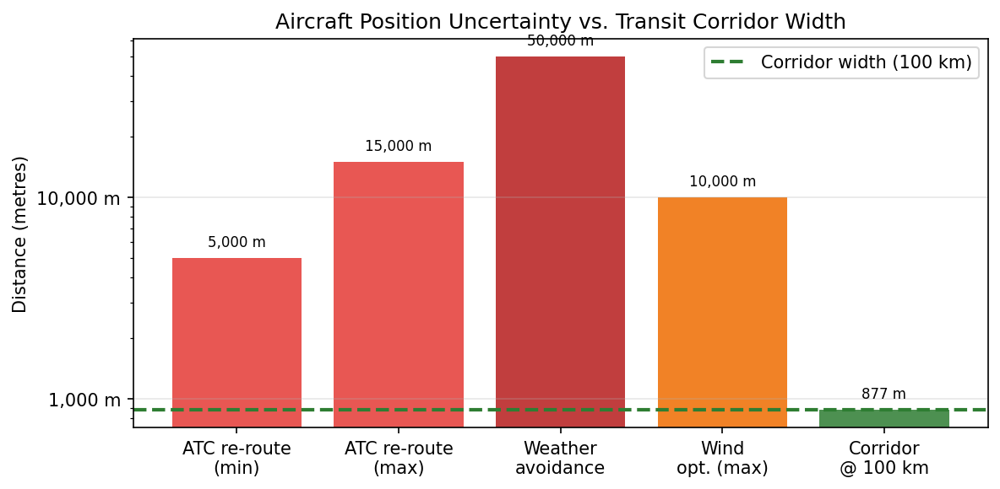 Aircraft Position Uncertainty vs. Transit Corridor Width
50,000 m
Corridor width (100 km)
15,000 m
10,000 m
10,000 m
5,000 m
1,000 m
877 m
Distance (metres)
ATC re-route
(min)
ATC re-route
(max)
Weather
avoidance
Wind
opt. (max)
Corridor
@ 100 km